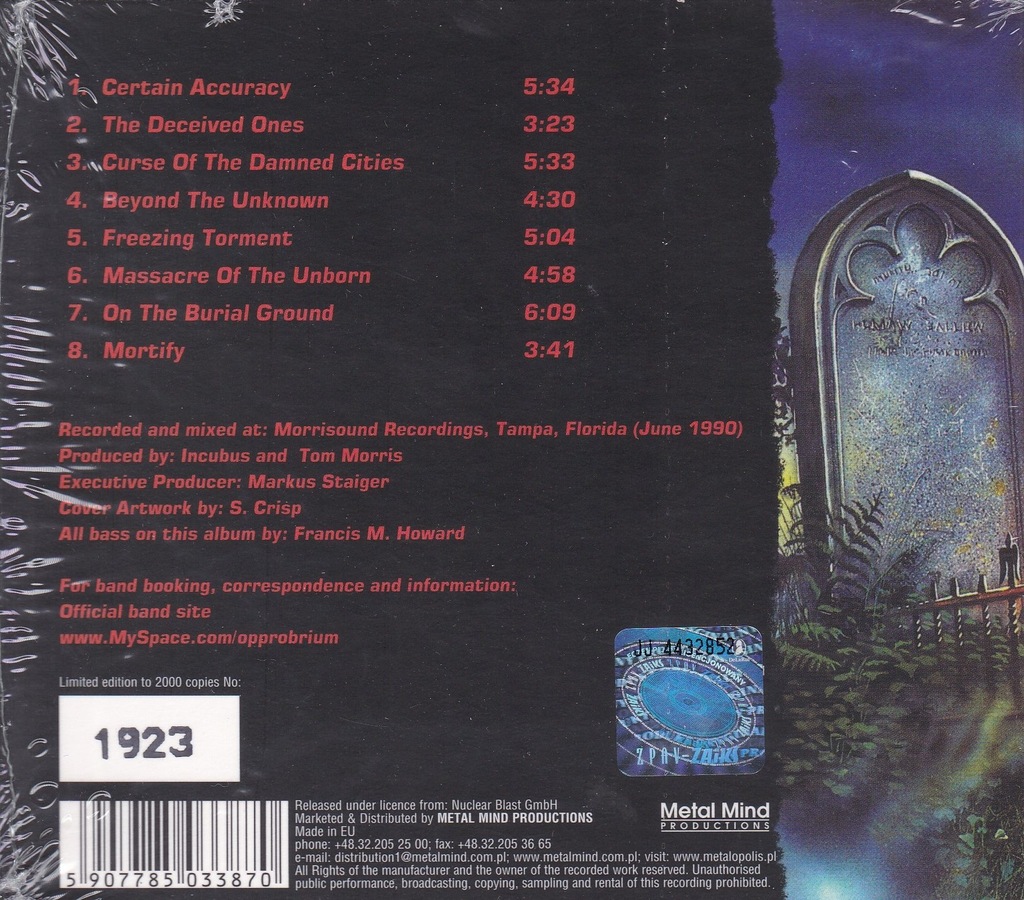 1. Certain Accuracy 5:34
2. The Deceived Ones 3:23
3. Curse Of The Damned Cities 5:33
4. Beyond The Unknown 4:30
5. Freezing Torment 5:04
6. Massacre Of The Unborn 4:58
7. On The Burial Ground 6:09
8. Mortify 3:41
Recorded and mixed at: Morrisound Recordings, Tampa, Florida (June 1990)
Produced by: Incubus and Tom Morris
Executive Producer: Markus Staiger
Cover Artwork by: S. Crisp
All bass on this album by: Francis M. Howard
For band booking, correspondence and information:
Official band site
www.MySpace.com/opprobrium
Limited edition to 2000 copies No:
1923
JJ 4432852
ZPAV-ZAiKS
Released under licence from: Nuclear Blast GmbH
Marketed & Distributed by METAL MIND PRODUCTIONS
Made in EU
phone: +48.32.205 25 00; fax: +48.32.205 36 65
e-mail: distribution1@metalmind.com.pl; www.metalmind.com.pl; visit: www.metalopolis.pl
All Rights of the manufacturer and the owner of the recorded work reserved. Unauthorised
public performance, broadcasting, copying, sampling and rental of this recording prohibited.
Metal Mind
PRODUCTIONS
5 907785 033870